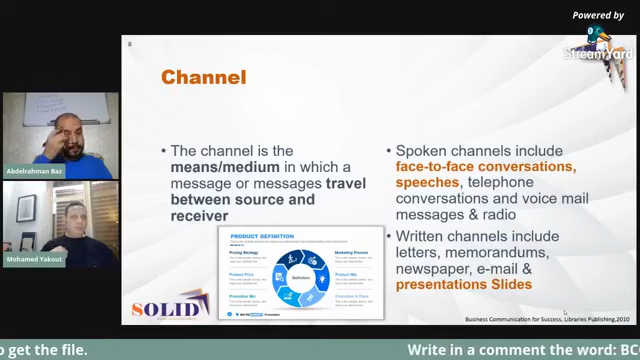 Powered by
StreamYard
8
Channel
• The channel is the
means/medium in which a
message or messages travel
between source and
receiver
• Spoken channels include
face-to-face conversations,
speeches, telephone
conversations and voice mail
messages & radio
• Written channels include
letters, memorandums,
newspaper, e-mail &
presentations Slides
PRODUCT DEFINITION
Pricing Strategy
Product Price
Promotion Mix
Definition
Marketing Process
Product Mix
Abdelrahman Baz
Mohamed Yakout
SOLID
Business Communication for Success, Libraries Publishing,2010
o get the file.
Write in a comment the word: BC